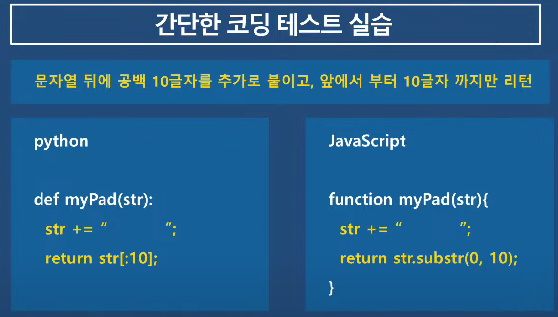 간단한 코딩 테스트 실습
문자열 뒤에 공백 10글자를 추가로 붙이고, 앞에서 부터 10글자 까지만 리턴
python
def myPad(str):
str += “          ”;
return str[:10];
JavaScript
function myPad(str){
str += “          ”;
return str.substr(0, 10);
}